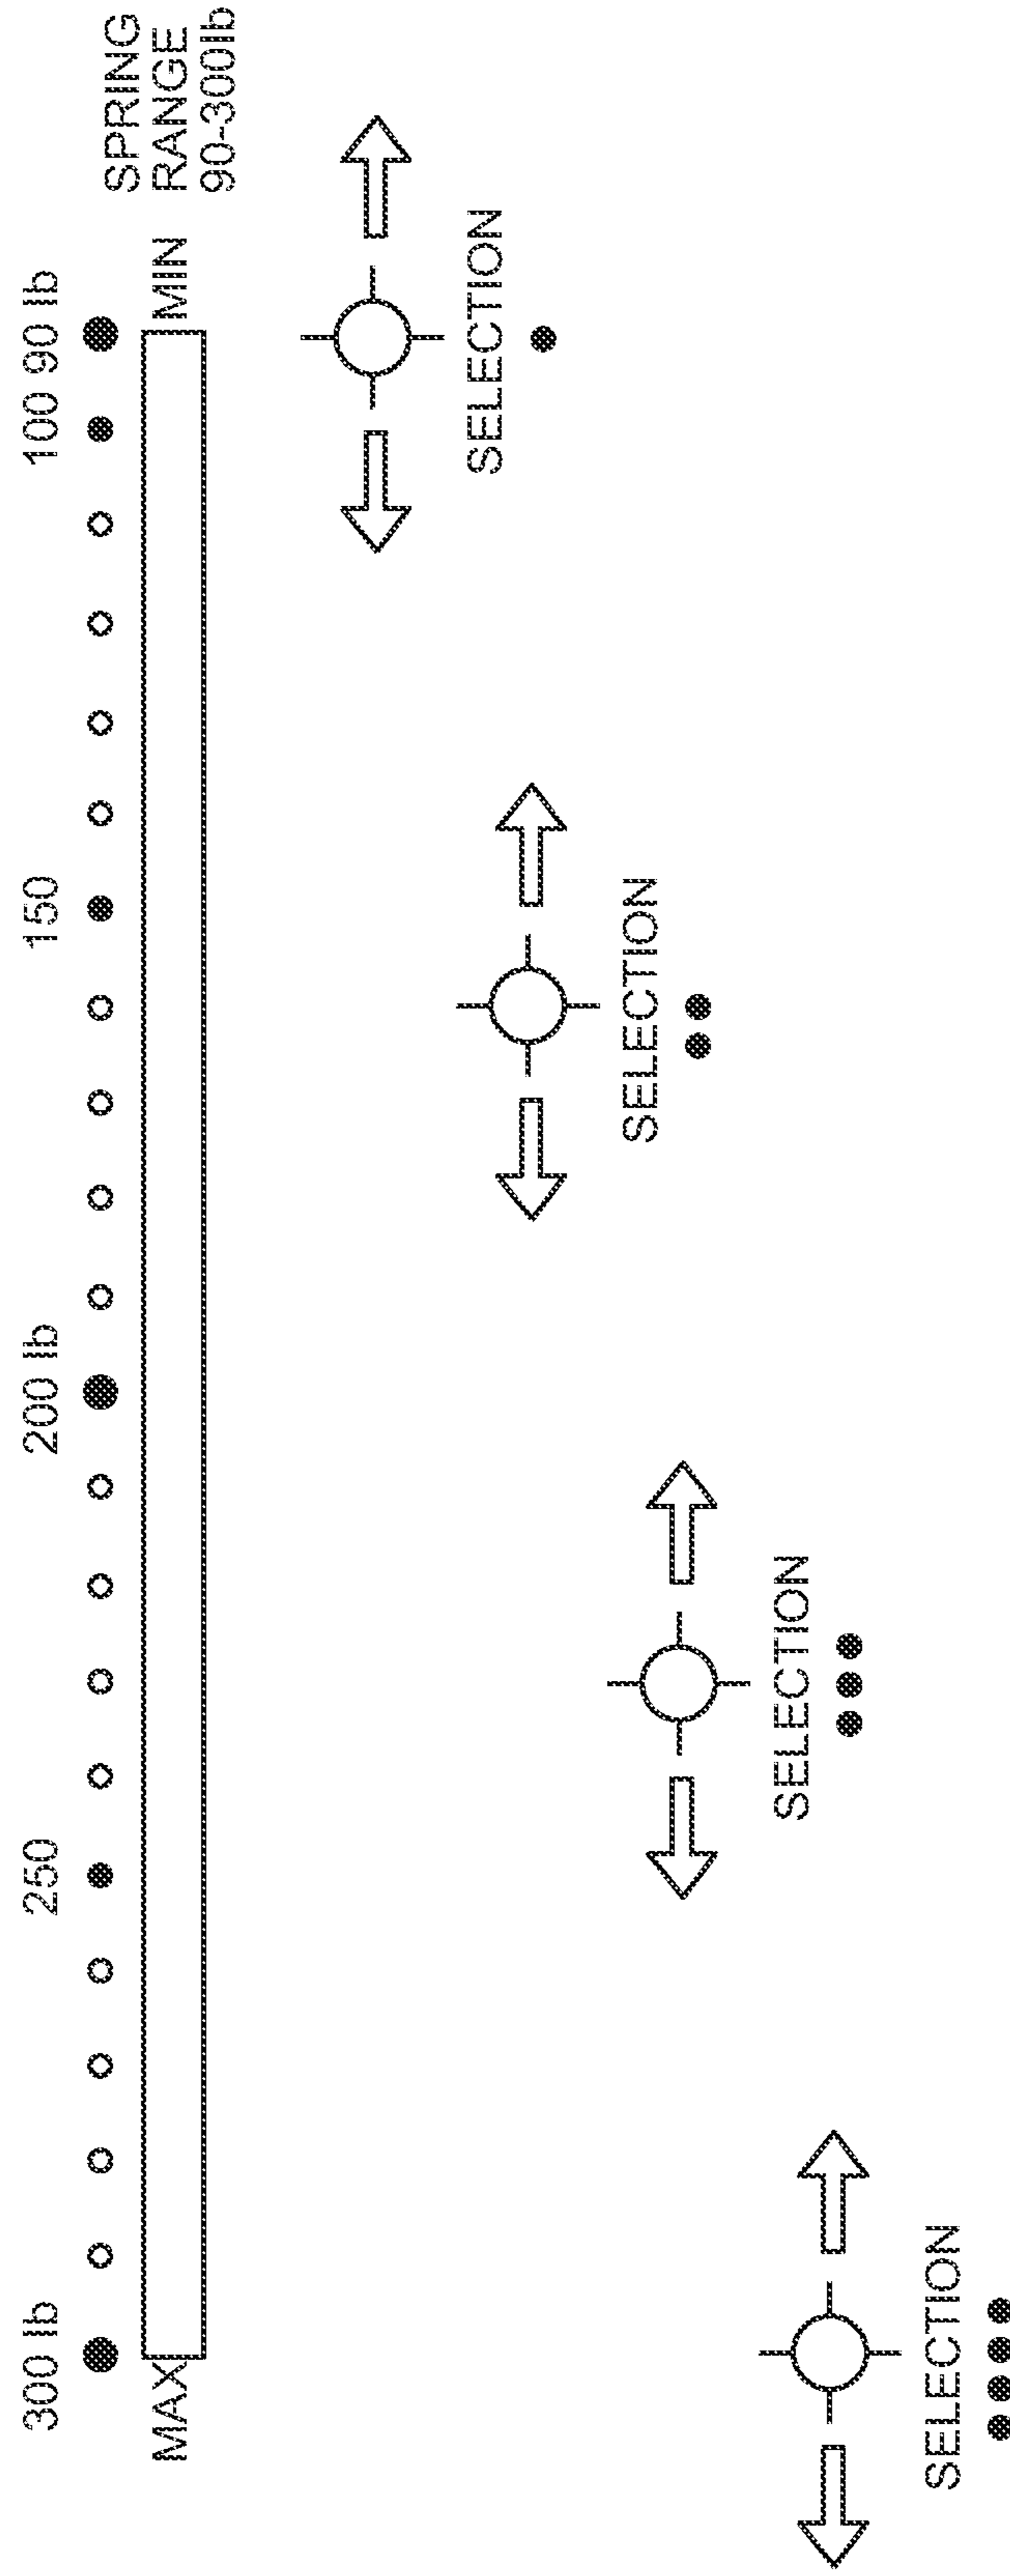 300 lb
250
200 lb
150
100
90 lb
MAX
MIN
SPRING
RANGE
90-300lb
SELECTION
SELECTION
SELECTION
SELECTION